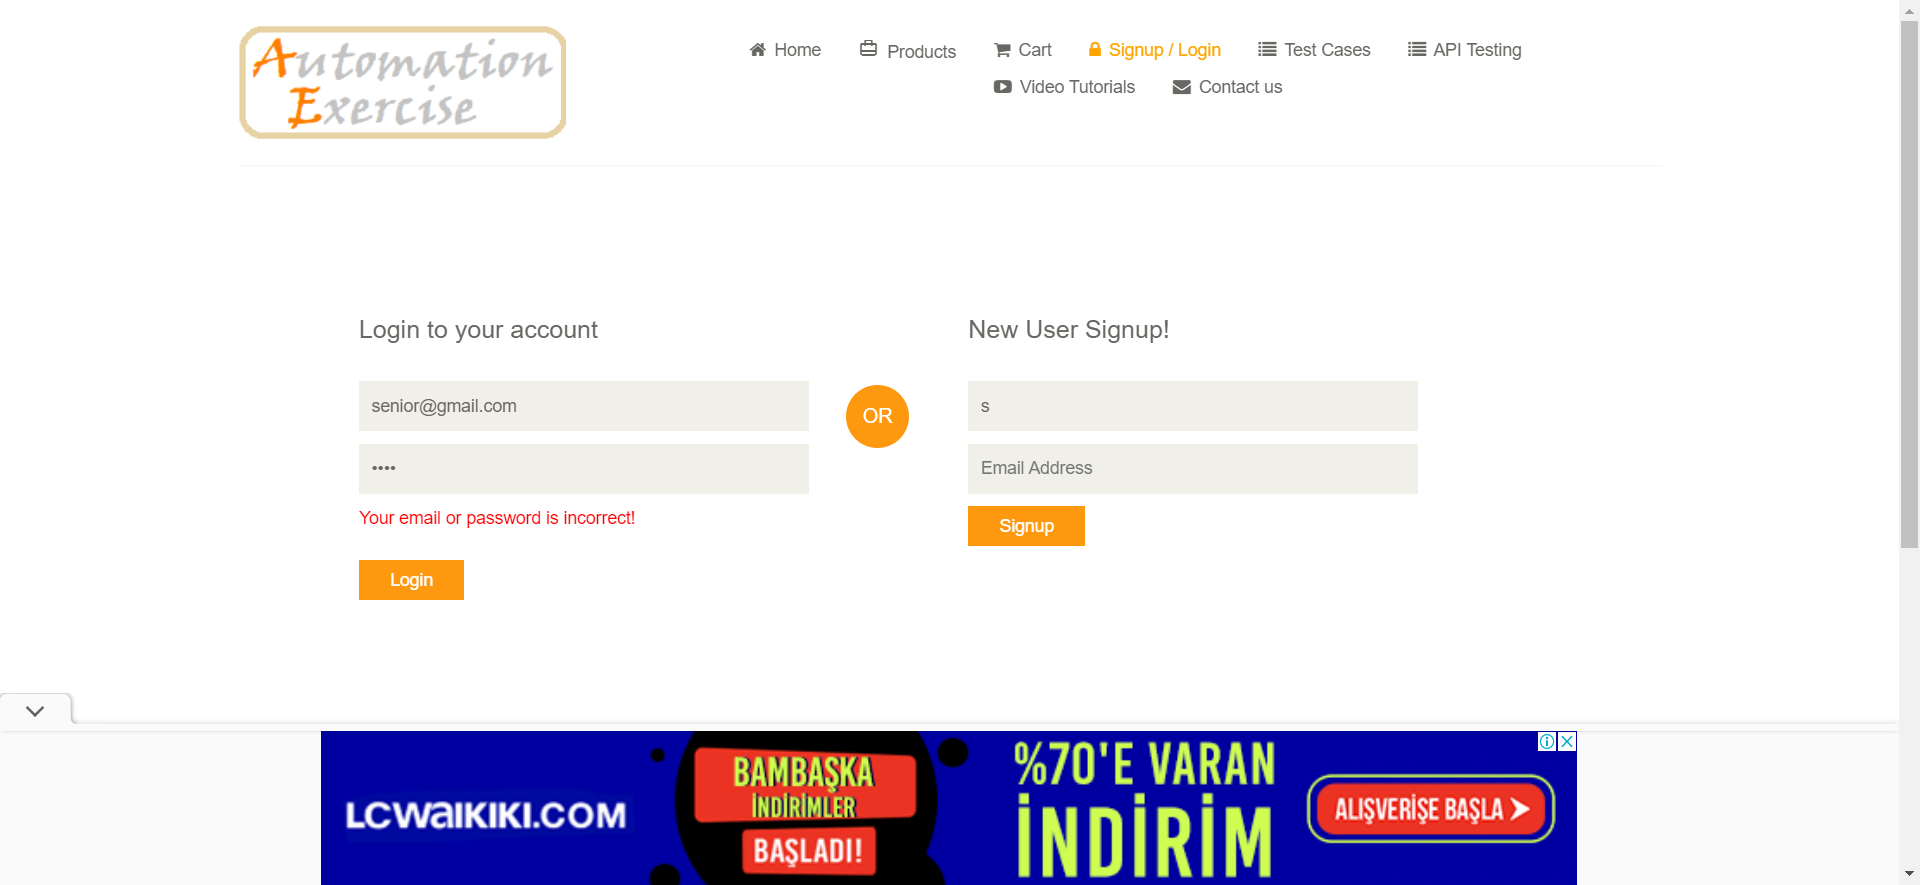 Automation
Exercise
Home
Products
Cart
Signup / Login
Test Cases
API Testing
Video Tutorials
Contact us
Login to your account
New User Signup!
senior@gmail.com
s
OR
••••
Email Address
Your email or password is incorrect!
Signup
Login
LCWAIKIKI.COM
BAMBAŞKA
İNDİRİMLER
BAŞLADI!
%70'E VARAN
İNDİRİM
ALIŞVERİŞE BAŞLA